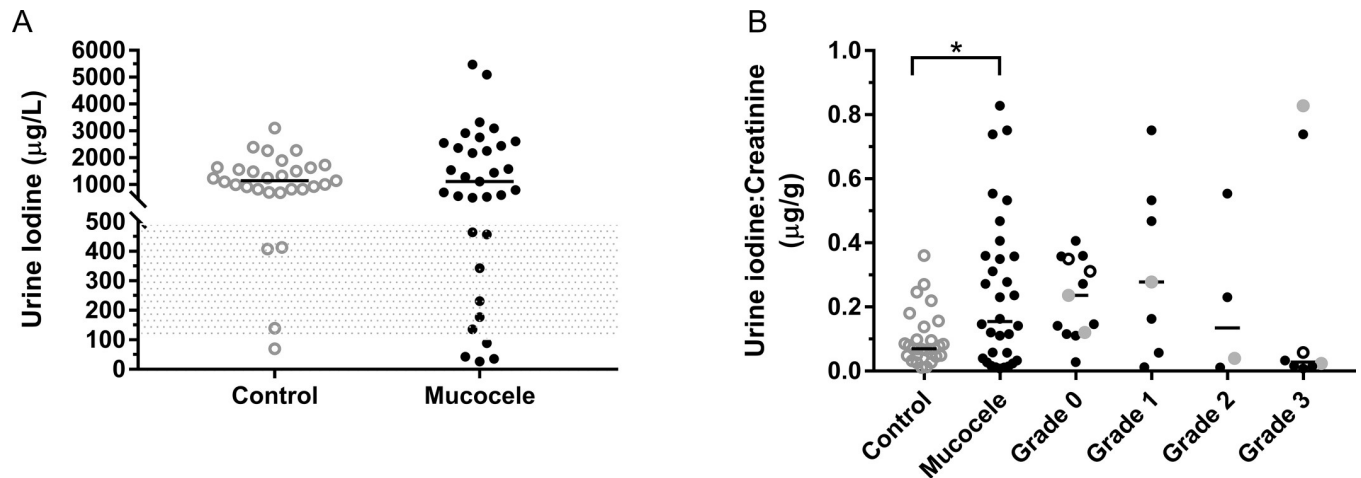 A
Urine Iodine (µg/L)
6000
5000
4000
3000
2000
1000
500
400
300
200
100
0
Control
Mucocele
B
Urine iodine:Creatinine
(µg/g)
1.0
0.8
0.6
0.4
0.2
0.0
*
Control
Mucocele
Grade 0
Grade 1
Grade 2
Grade 3